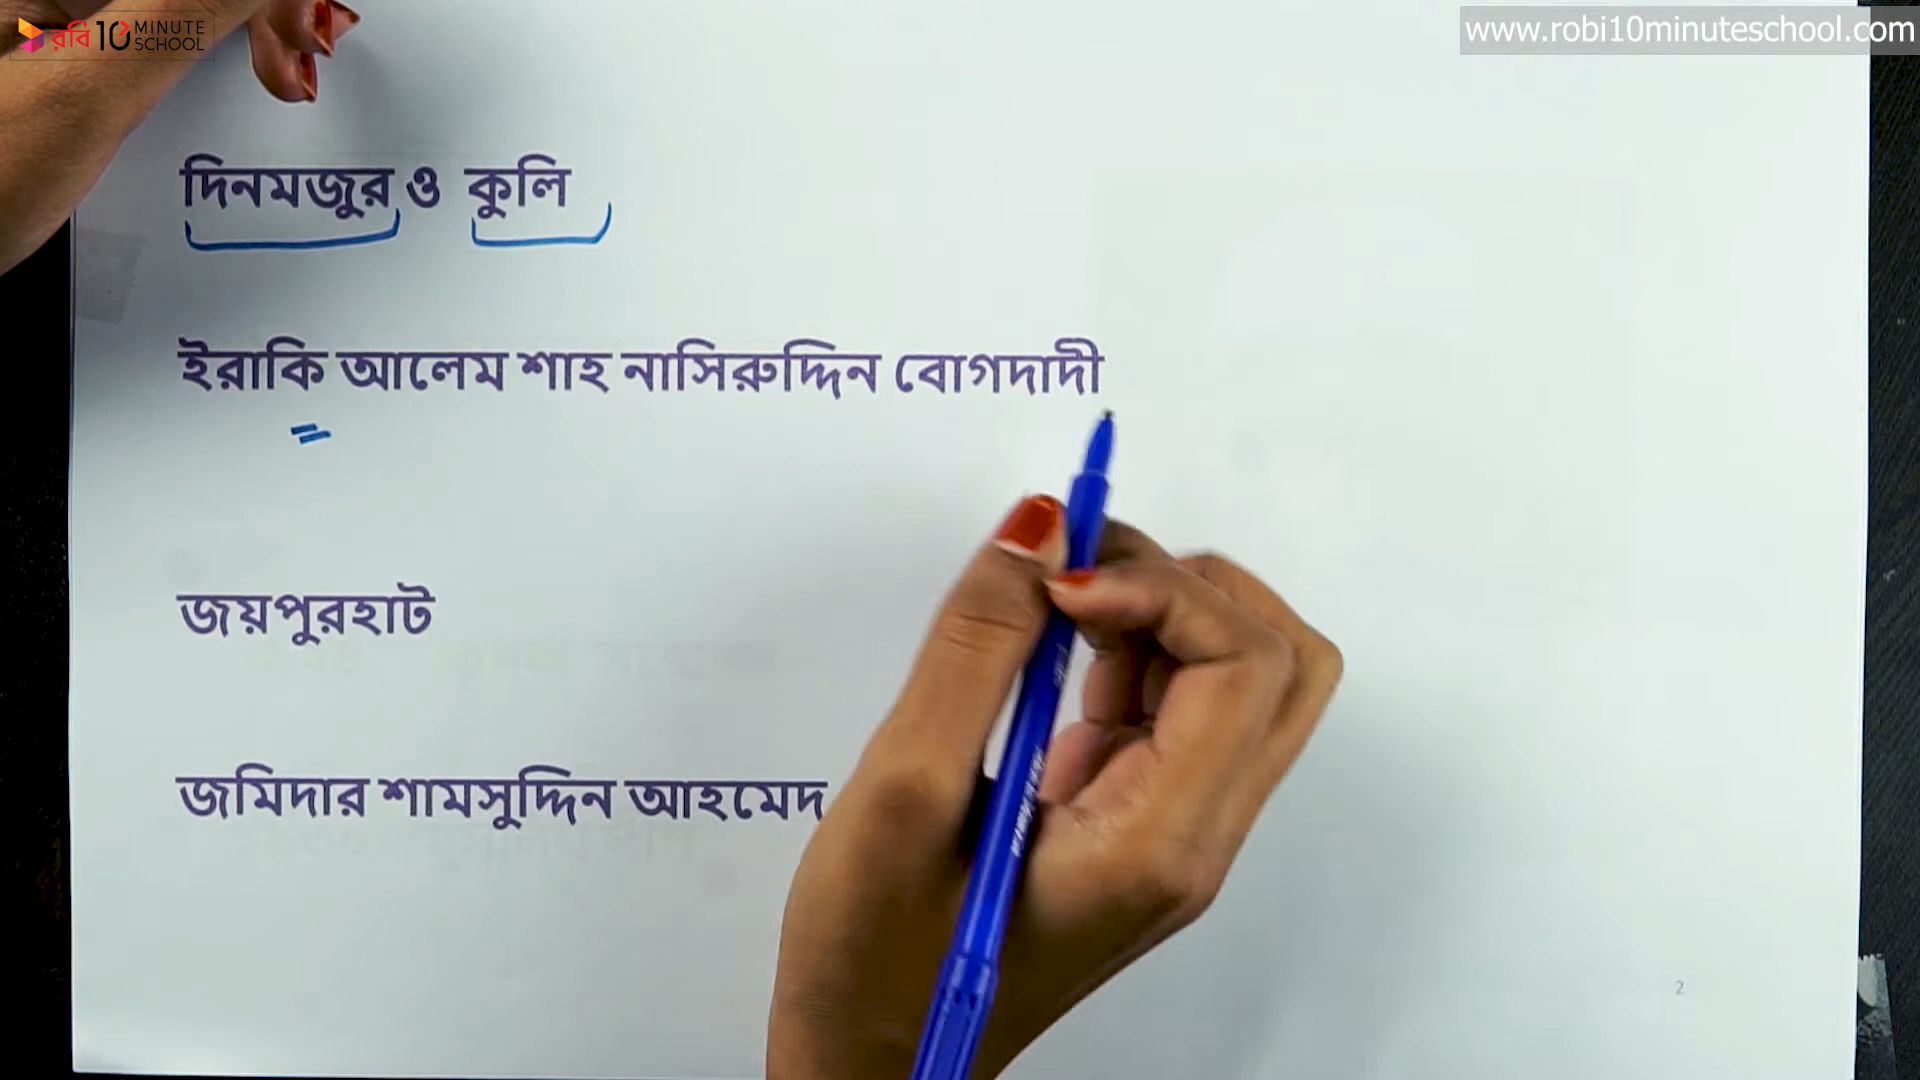 রবি 10 MINUTE SCHOOL
www.robi10minuteschool.com
দিনমজুর ও কুলি
ইরাকি আলেম শাহ নাসিরুদ্দিন বোগদাদী
জয়পুরহাট
জমিদার শামসুদ্দিন আহমেদ
2